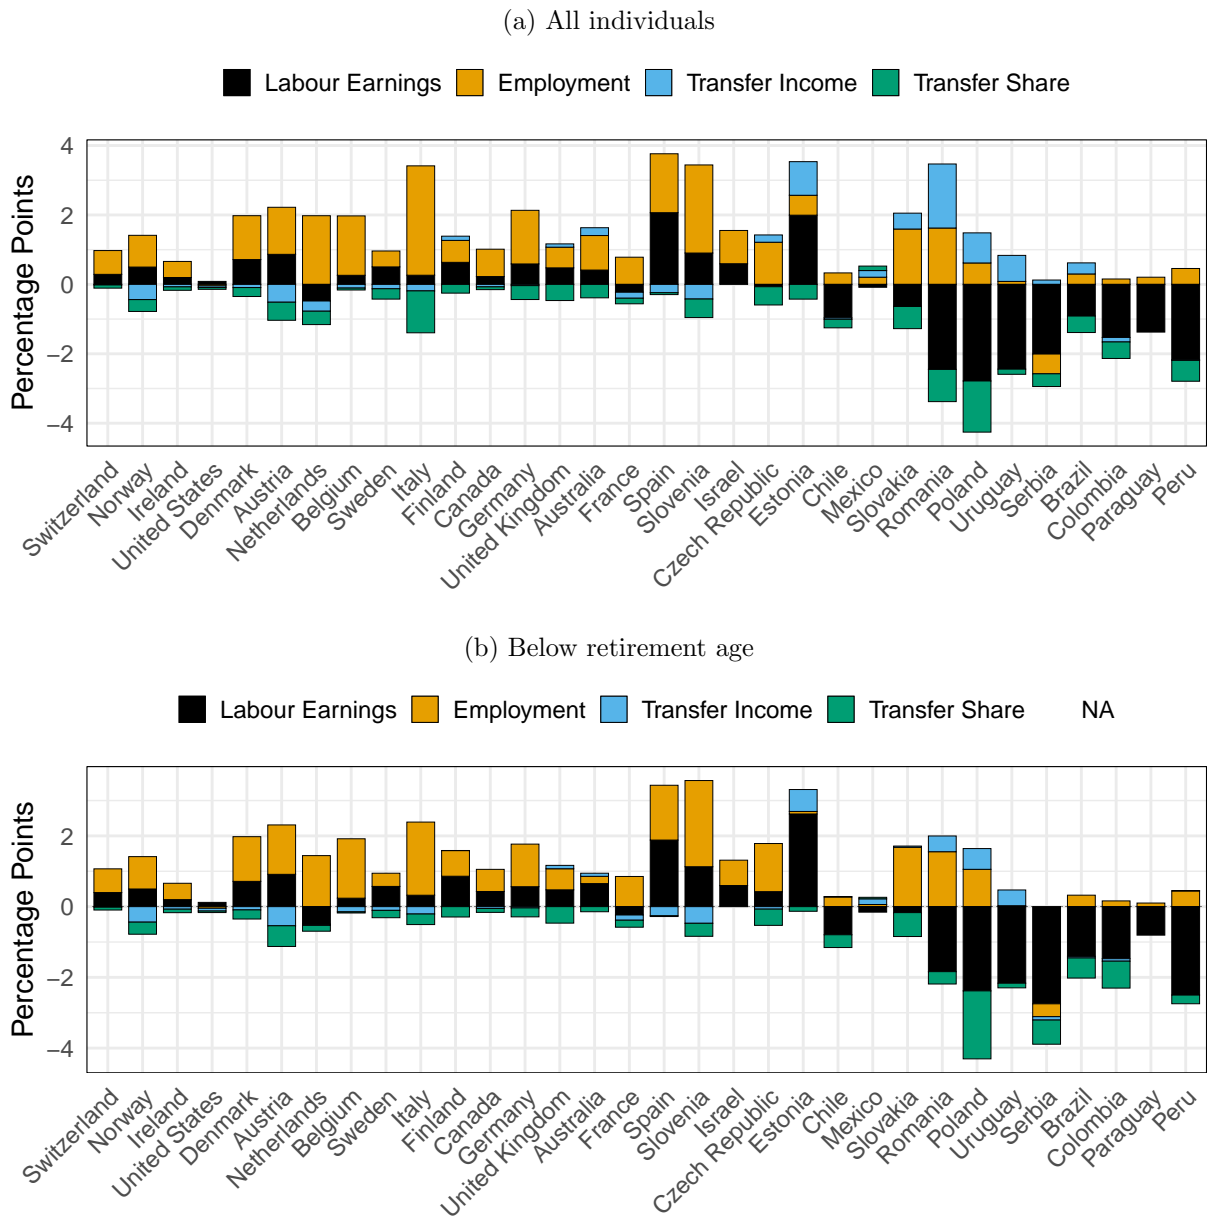 (a) All individuals
Labour Earnings Employment Transfer Income Transfer Share
Percentage Points
4
2
0
−2
−4
Switzerland
Norway
Ireland
United States
Denmark
Austria
Netherlands
Belgium
Sweden
Italy
Finland
Canada
Germany
United Kingdom
Australia
France
Spain
Slovenia
Israel
Czech Republic
Estonia
Chile
Mexico
Slovakia
Romania
Poland
Uruguay
Serbia
Brazil
Colombia
Paraguay
Peru
(b) Below retirement age
Labour Earnings Employment Transfer Income Transfer Share NA
Percentage Points
2
0
−2
−4
Switzerland
Norway
Ireland
United States
Denmark
Austria
Netherlands
Belgium
Sweden
Italy
Finland
Canada
Germany
United Kingdom
Australia
France
Spain
Slovenia
Israel
Czech Republic
Estonia
Chile
Mexico
Slovakia
Romania
Poland
Uruguay
Serbia
Brazil
Colombia
Paraguay
Peru